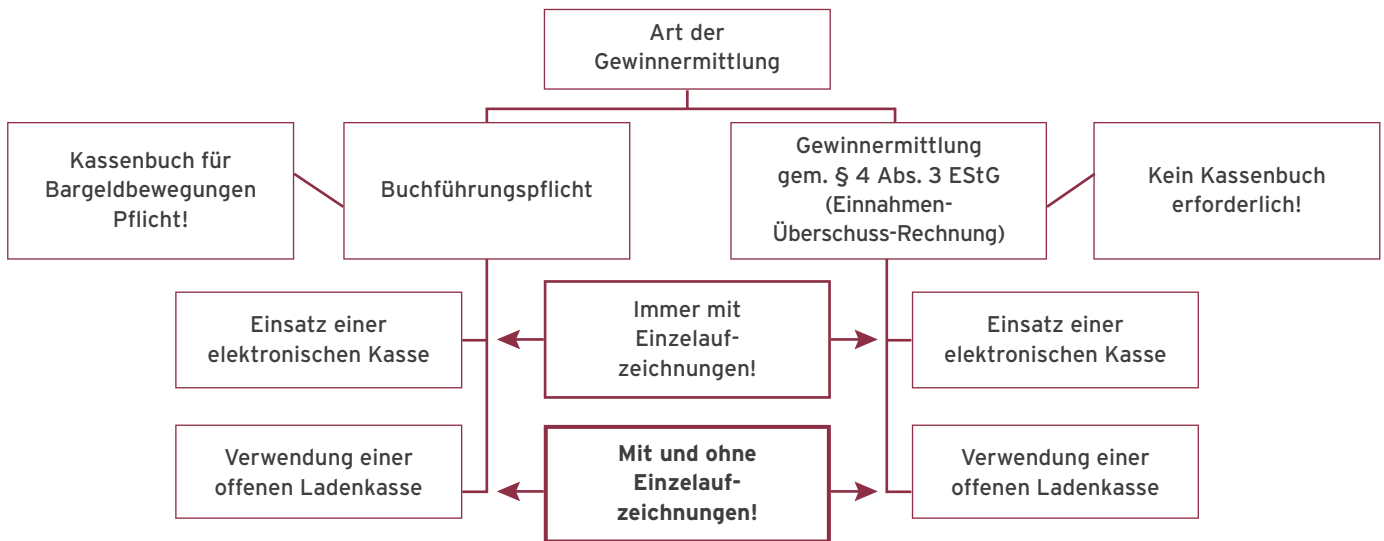 Art der
Gewinnermittlung
Kassenbuch für
Bargeldbewegungen
Pflicht!
Buchführungspflicht
Gewinnermittlung
gem. § 4 Abs. 3 EStG
(Einnahmen-
Überschuss-Rechnung)
Kein Kassenbuch
erforderlich!
Einsatz einer
elektronischen Kasse
Immer mit
Einzelauf-
zeichnungen!
Einsatz einer
elektronischen Kasse
Verwendung einer
offenen Ladenkasse
Mit und ohne
Einzelauf-
zeichnungen!
Verwendung einer
offenen Ladenkasse